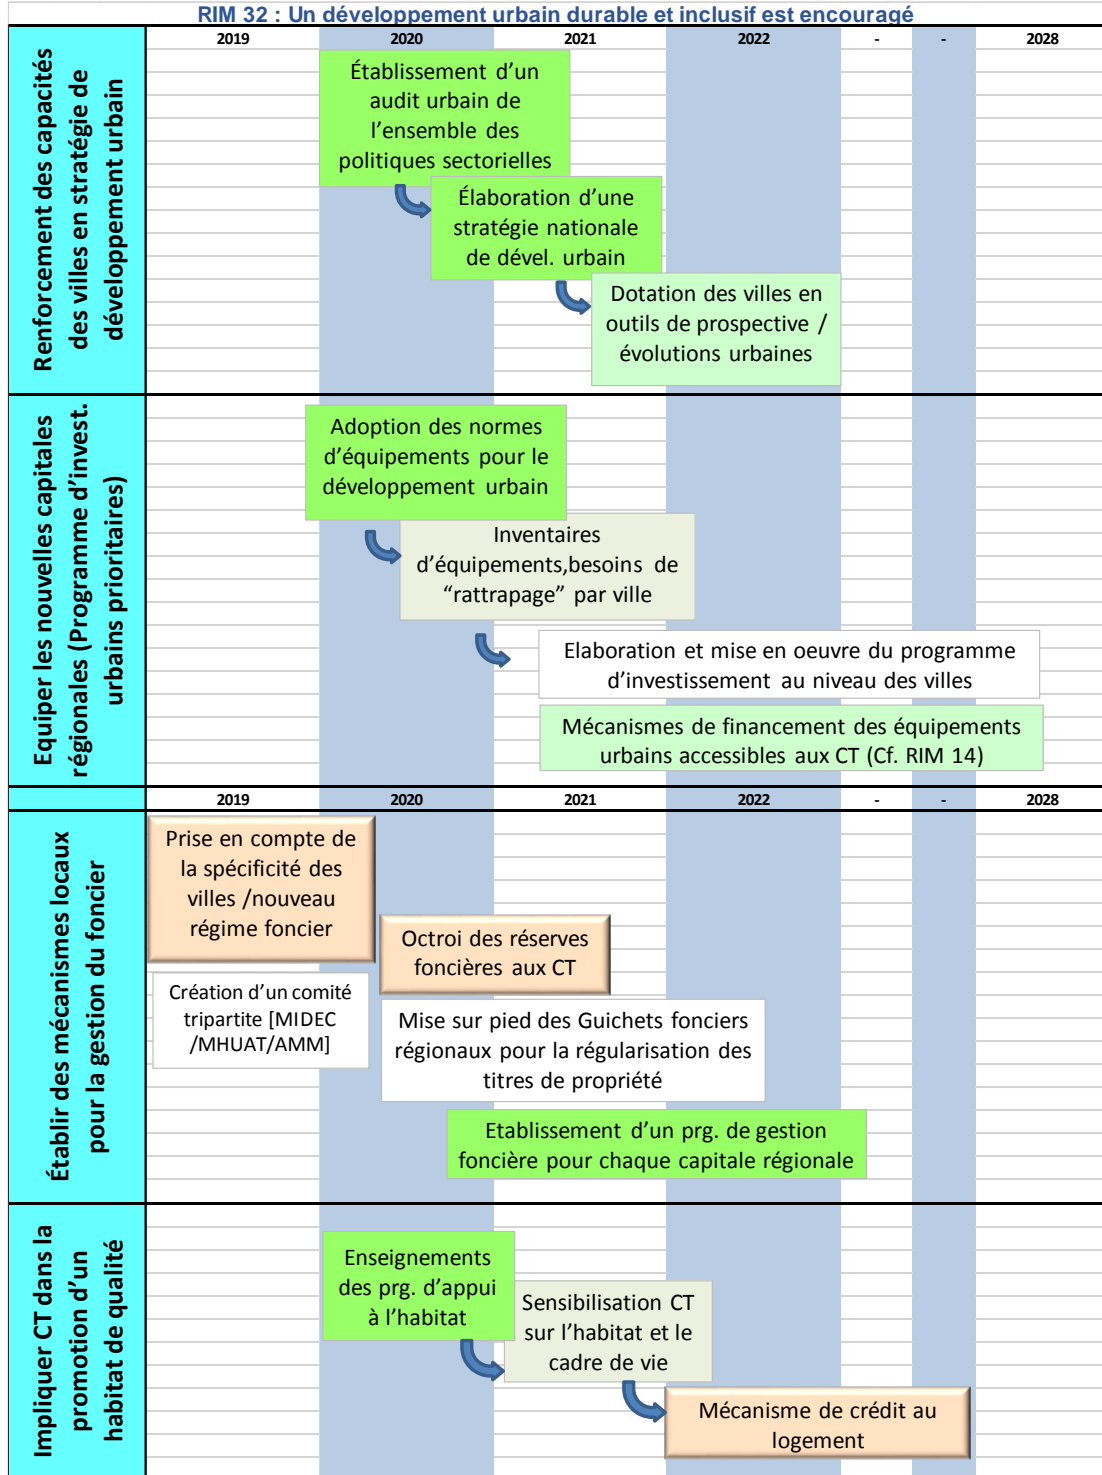 RIM 32 : Un développement urbain durable et inclusif est encouragé
2019 2020 2021 2022 - - 2028
Renforcement des capacités
des villes en stratégie de
développement urbain
Établissement d’un
audit urbain de
l’ensemble des
politiques sectorielles
Élaboration d’une
stratégie nationale
de dével. urbain
Dotation des villes en
outils de prospective /
évolutions urbaines
Equiper les nouvelles capitales
régionales (Programme d’invest.
urbains prioritaires)
Adoption des normes
d’équipements pour le
développement urbain
Inventaires
d’équipements,besoins de
“rattrapage” par ville
Elaboration et mise en oeuvre du programme
d’investissement au niveau des villes
Mécanismes de financement des équipements
urbains accessibles aux CT (Cf. RIM 14)
2019 2020 2021 2022 - - 2028
Établir des mécanismes locaux
pour la gestion du foncier
Prise en compte de
la spécificité des
villes /nouveau
régime foncier
Octroi des réserves
foncières aux CT
Création d’un comité
tripartite [MIDEC
/MHUAT/AMM]
Mise sur pied des Guichets fonciers
régionaux pour la régularisation des
titres de propriété
Etablissement d’un prg. de gestion
foncière pour chaque capitale régionale
Impliquer CT dans la
promotion d’un
habitat de qualité
Enseignements
des prg. d’appui
à l’habitat
Sensibilisation CT
sur l’habitat et le
cadre de vie
Mécanisme de crédit au
logement